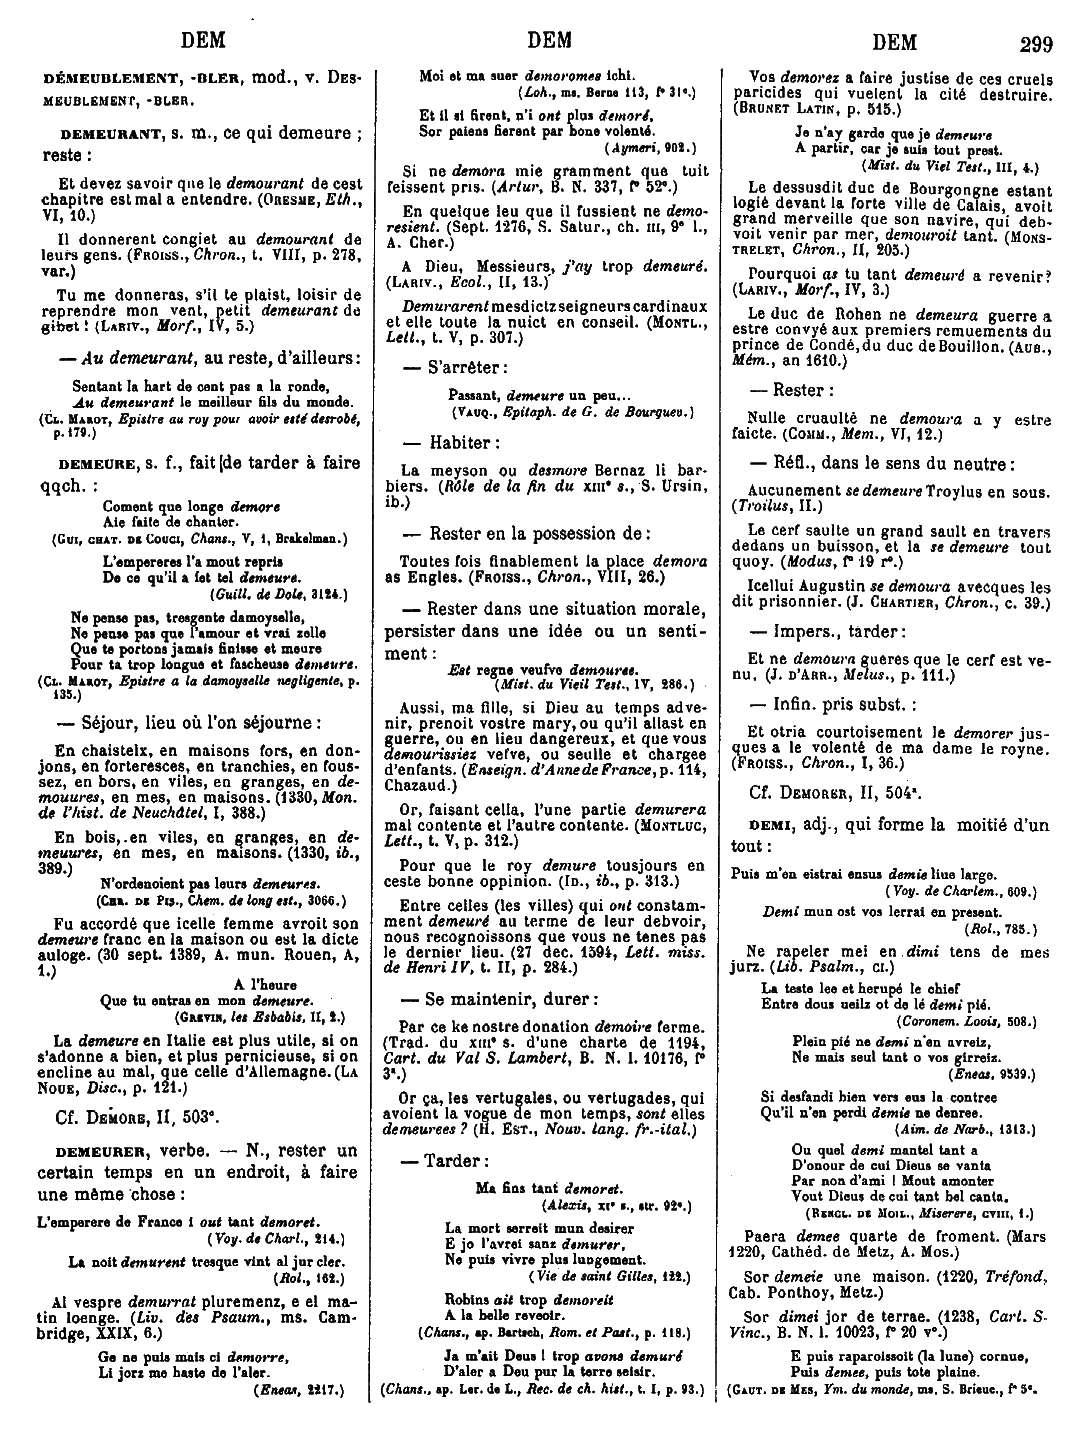 DEM DEM DEM 299
DÉMEUBLEMENT, -BLER, mod., v. DES-
MEUBLEMENT, -BLER.
DEMEURANT, s. m., ce qui demeure ;
reste :
Et devez savoir que le demourant de cest
chapitre est mal a entendre. (ORESME, Eth.,
VI, 10.)
Il donnerent congiet au demourant de
leurs gens. (FROISS., Chron., t. VIII, p. 278,
var.)
Tu me donneras, s'il te plaist, loisir de
reprendre mon vent, petit demeurant de
gibet ! (LARIV., Morf., IV, 5.)
— Au demeurant, au reste, d'ailleurs :
Sentant la hart de cent pas a la ronde,
Au demeurant le meilleur fils du monde.
(CL. MAROT, Epistre au roy pour avoir esté desrobé,
p. 179.)
DEMEURE, s. f., fait [de tarder à faire
qqch. :
Coment que longe demore
Aie faite de chanter.
(GUI, CHAT. DE COUCI, Chans., V, 1, Brakelman.)
L'empereres l'a mout repris
De ce qu'il a fet tel demeure.
(Guill. de Dole, 3124.)
Ne pense pas, tresgente damoyselle,
Ne pense pas que l'amour et vrai zelle
Que te portons jamais finisse et meure
Pour ta trop longue et fascheuse demeure.
(CL. MAROT, Epistre a la damoyselle negligente, p.
135.)
— Séjour, lieu où l'on séjourne :
En chaisteix, en maisons fors, en don-
jons, en forteresces, en tranchies, en fous-
sez, en bors, en viles, en granges, en de-
mouures, en mes, en maisons. (1330, Mon.
de l'hist. de Neuchâtel, I, 388.)
En bois, en viles, en granges, en de-
meuures, en mes, en maisons. (1330, ib.,
389.)
N'ordenoient pas leurs demeures.
(CHR. DE PIS., Chem. de long est., 3066.)
Fu accordé que icelle femme avroit son
demeure franc en la maison ou est la dicte
auloge. (30 sept. 1389, A. mun. Rouen, A,
1.)
A l'heure
Que tu entras en mon demeure.
(GREVIN, les Esbahis, II, 2.)
La demeure en Italie est plus utile, si on
s'adonne a bien, et plus pernicieuse, si on
encline au mal, que celle d'Allemagne. (LA
NOUE, Disc., p. 121.)
Cf. DEMORE, II, 503ᶜ.
DEMEURER, verbe. — N., rester un
certain temps en un endroit, à faire
une même chose :
L'emperere de France i out tant demoret.
(Voy. de Charl., 214.)
La noit demurent tresque vint al jur cler.
(Rol., 162.)
Al vespre demurrat pluremenz, e el ma-
tin loenge. (Liv. des Psaum., ms. Cam-
bridge, XXIX, 6.)
Ge ne puis mais ci demorre,
Li jorz me haste de l'aler.
(Eneas, 2217.)
Moi et ma suer demoromes ichi.
(Loh., ms. Berne 113, fº 31ᵉ.)
Et il si firent, n'i ont plus demoré,
Sor paiens fierent par bone volenté.
(Aymeri, 902.)
Si ne demora mie gramment que tuit
feissent pris. (Artur, B. N. 337, fº 52ᵉ.)
En quelque leu que il fussient ne demo-
resient. (Sept. 1276, S. Satur., ch. III, 9ᵉ l.,
A. Cher.)
A Dieu, Messieurs, j'ay trop demeuré.
(LARIV., Ecol., II, 13.)
Demurarent mesdictz seigneurs cardinaux
et elle toute la nuict en conseil. (MONTL.,
Lett., t. V, p. 307.)
— S'arrêter :
Passant, demeure un peu...
(VAUQ., Epitaph. de G. de Bourguev.)
— Habiter :
La meyson ou desmore Bernaz li bar-
biers. (Rôle de la fin du XIIIᵉ s., S. Ursin,
ib.)
— Rester en la possession de :
Toutes fois finablement la place demora
as Engles. (FROISS., Chron., VIII, 26.)
— Rester dans une situation morale,
persister dans une idée ou un senti-
ment :
Est regne veufve demouree.
(Mist. du Vieil Test., IV, 286.)
Aussi, ma fille, si Dieu au temps adve-
nir, prenoit vostre mary, ou qu'il allast en
guerre, ou en lieu dangereux, et que vous
demourissiez vefve, ou seulle et chargee
d'enfants. (Enseign. d'Anne de France, p. 114,
Chazaud.)
Or, faisant cella, l'une partie demurera
mal contente et l'autre contente. (MONTLUC,
Lett., t. V, p. 312.)
Pour que le roy demure tousjours en
ceste bonne oppinion. (ID., ib., p. 313.)
Entre celles (les villes) qui ont constam-
ment demeuré au terme de leur debvoir,
nous recognoissons que vous ne tenes pas
le dernier lieu. (27 dec. 1594, Lett. miss.
de Henri IV, t. II, p. 284.)
— Se maintenir, durer :
Par ce ke nostre donation demoire ferme.
(Trad. du XIIIᵉ s. d'une charte de 1194,
Cart. du Val S. Lambert, B. N. l. 10176, fº
3ᵃ.)
Or ça, les vertugales, ou vertugades, qui
avoient la vogue de mon temps, sont elles
demeurees ? (H. EST., Nouv. lang. fr.-ital.)
— Tarder :
Ma fins tant demoret.
(Alexis, XIᵉ s., str. 92ᵉ.)
La mort serreit mun desirer
E jo l'avrei sanz demurer,
Ne puis vivre plus lungement.
(Vie de saint Gilles, 122.)
Robins ait trop demoreit
A la belle reveoir.
(Chans., ap. Bartsch, Rom. et Past., p. 118.)
Ja m'ait Deus ! trop avons demuré
D'aler a Deu pur la terre seisir.
(Chans., ap. Ler. de L., Rec. de ch. hist., t. I, p. 93.)
Vos demorez a faire justise de ces cruels
paricides qui vuelent la cité destruire.
(BRUNET LATIN, p. 515.)
Je n'ay garde que je demeure
A partir, car je suis tout prest.
(Mist. du Viel Test., III, 4.)
Le dessusdit duc de Bourgongne estant
logié devant la forte ville de Calais, avoit
grand merveille que son navire, qui deb-
voit venir par mer, demouroit tant. (MONS-
TRELET, Chron., II, 205.)
Pourquoi as tu tant demeuré a revenir ?
(LARIV., Morf., IV, 3.)
Le duc de Rohen ne demeura guerre a
estre convyé aux premiers remuements du
prince de Condé, du duc de Bouillon. (AUB.,
Mém., an 1610.)
— Rester :
Nulle cruaulté ne demoura a y estre
faicte. (COMM., Mem., VI, 12.)
— Réfl., dans le sens du neutre :
Aucunement se demeure Troylus en sous.
(Troilus, II.)
Le cerf saulte un grand sault en travers
dedans un buisson, et la se demeure tout
quoy. (Modus, fº 19 rº.)
Icellui Augustin se demoura avecques les
dit prisonnier. (J. CHARTIER, Chron., c. 39.)
— Impers., tarder :
Et ne demoura gueres que le cerf est ve-
nu. (J. D'ARR., Melus., p. 111.)
— Infin. pris subst. :
Et otria courtoisement le demorer jus-
ques a le volenté de ma dame le royne.
(FROISS., Chron., I, 36.)
Cf. DEMORER, II, 504ᵃ.
DEMI, adj., qui forme la moitié d'un
tout :
Puis m'en eistrai ensus demie liue large.
(Voy. de Charlem., 609.)
Demi mun ost vos lerrai en present.
(Rol., 785.)
Ne rapeler mei en dimi tens de mes
jurz. (Lib. Psalm., CI.)
La teste lee et herupé le chief
Entre dous ueilz ot de lé demi pié.
(Coronem. Loois, 508.)
Plein pié ne demi n'en avreiz,
Ne mais seul tant o vos girreiz.
(Eneas, 9539.)
Si desfandi bien vers eus la contree
Qu'il n'en perdi demie ne denree.
(Aim. de Narb., 1313.)
Ou quel demi mantel tant a
D'onour de cui Dieus se vanta
Par non d'ami ! Mout amonter
Vout Dieus de cui tant bel canta.
(RENCL. DE MOIL., Miserere, CVIII, 1.)
Paera demee quarte de froment. (Mars
1220, Cathéd. de Metz, A. Mos.)
Sor demeie une maison. (1220, Tréfond,
Cab. Ponthoy, Metz.)
Sor dimei jor de terrae. (1238, Cart. S-
Vinc., B. N. l. 10023, fº 20 vº.)
E puis raparoissoit (la lune) cornue,
Puis demee, puis tote plaine.
(GAUT. DE MES, Ym. du monde, ms. S. Brieuc., fº 5ᶜ.